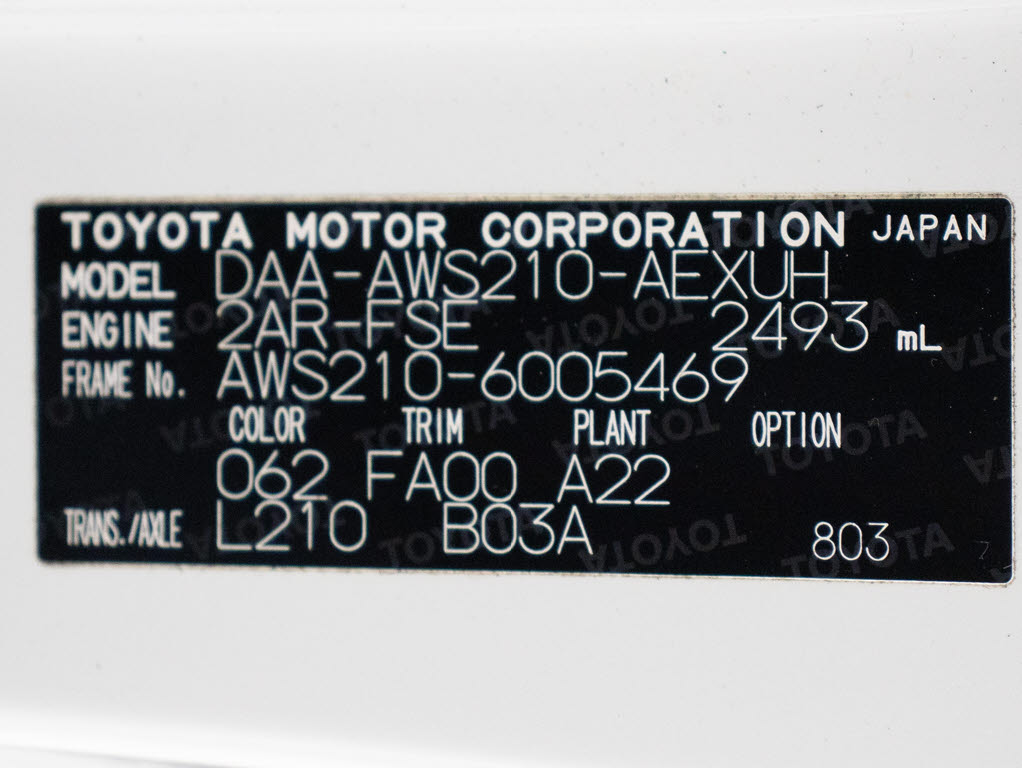 TOYOTA MOTOR CORPORATION JAPAN
MODEL DAA-AWS210-AEXUH
ENGINE 2AR-FSE 2493 mL
FRAME No. AWS210-6005469
COLOR TRIM PLANT OPTION
062 FA00 A22
TRANS./AXLE L210 B03A 803